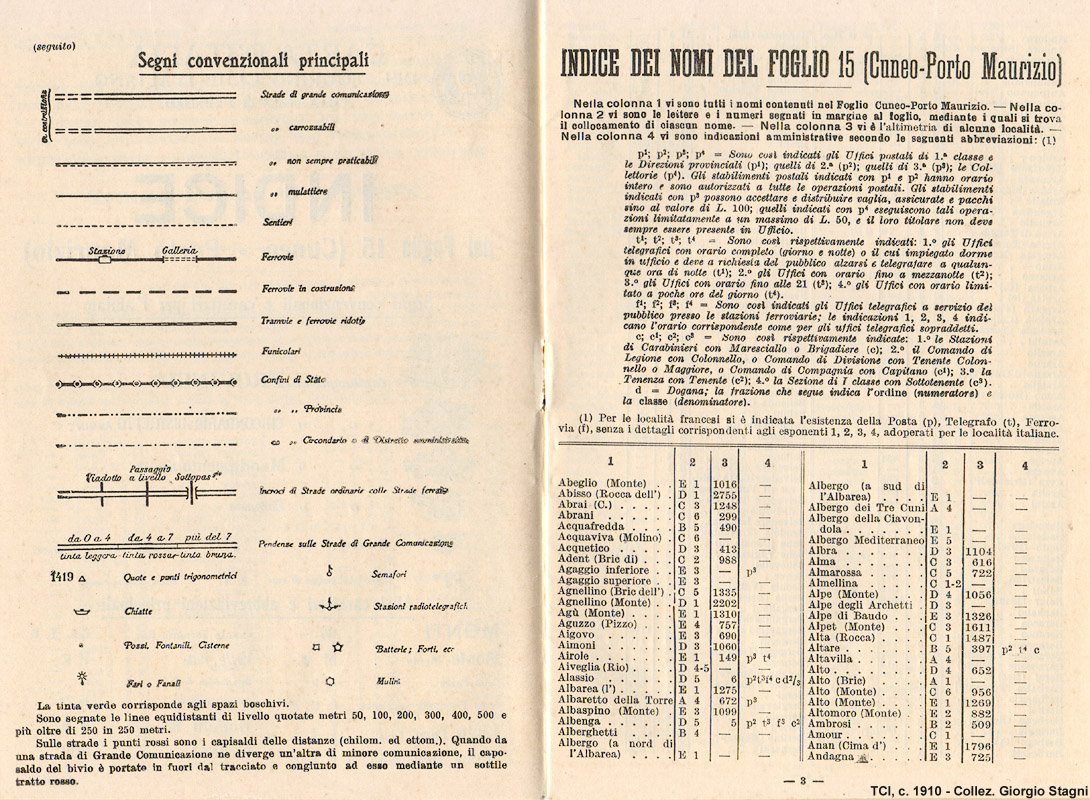 (seguito)
Segni convenzionali principali
Strade di grande comunicazione
„ carrozzabili
„ non sempre praticabili
„ mulattiere
Sentieri
Stazione Galleria
Ferrovie
Ferrovie in costruzione
Tramvie e ferrovie ridotte
Funicolari
Confini di Stato
„ „ Provincia
„ „ Circondario o di Distretto
Passaggio
Viadotto a livello Sottopas.
Incroci di Strade ordinarie colle Strade ferrate
da 0 a 4 da 4 a 7 più del 7
tinta leggera tinta rossa tinta bruna.
Pendenze sulle Strade di Grande Comunicazione
1419 Quote e punti trigonometrici
Semafori
Chiatte
Stazioni radiotelegrafich.
Pozzi, Fontanili, Cisterne
Batterie; Forti, ecc
Fari o Fanali
Mulini
La tinta verde corrisponde agli spazi boschivi.
Sono segnate le linee equidistanti di livello quotate metri 50, 100, 200, 300, 400, 500 e
più oltre di 250 in 250 metri.
Sulle strade i punti rossi sono i capisaldi delle distanze (chilom. ed ettom.). Quando da
una strada di Grande Comunicazione ne diverge un'altra di minore comunicazione, il capo-
saldo del bivio è portato in fuori dal tracciato e congiunto ad esso mediante un sottile
tratto rosso.
INDICE DEI NOMI DEL FOGLIO 15 (Cuneo-Porto Maurizio)
Nella colonna 1 vi sono tutti i nomi contenuti nel Foglio Cuneo-Porto Maurizio. — Nella co-
lonna 2 vi sono le lettere e i numeri segnati in margine al foglio, mediante i quali si trova
il collocamento di ciascun nome. — Nella colonna 3 vi è l'altimetria di alcune località. —
Nella colonna 4 vi sono indicazioni amministrative secondo le seguenti abbreviazioni: (1)
p¹; p²; p³; p⁴ = Sono così indicati gli Uffici postali di 1.ª classe e
le Direzioni provinciali (p¹); quelli di 2.ª (p²); quelli di 3.ª (p³); le Col-
lettorie (p⁴). Gli stabilimenti postali indicati con p¹ e p² hanno orario
intero e sono autorizzati a tutte le operazioni postali. Gli stabilimenti
indicati con p³ possono accettare e distribuire vaglia, assicurate e pacchi
sino al valore di L. 100; quelli indicati con p⁴ eseguiscono tali opera-
zioni limitatamente a un massimo di L. 50, e il loro titolare non deve
sempre essere presente in Ufficio.
t¹; t²; t³; t⁴ = Sono così rispettivamente indicati: 1.º gli Uffici
telegrafici con orario completo (giorno e notte) o il cui impiegato dorme
in ufficio e deve a richiesta del pubblico alzarsi e telegrafare a qualun-
que ora di notte (t¹); 2.º gli Uffici con orario fino a mezzanotte (t²);
3.º gli Uffici con orario fino alle 21 (t³); 4.º gli Uffici con orario limi-
tato a poche ore del giorno (t⁴).
f¹; f²; f³; f⁴ = Sono così indicati gli Uffici telegrafici a servizio del
pubblico presso le stazioni ferroviarie; le indicazioni 1, 2, 3, 4 indi-
cano l'orario corrispondente come per gli uffici telegrafici sopraddetti.
c; c¹; c²; c³ = Sono così rispettivamente indicate: 1.º le Stazioni
di Carabinieri con Maresciallo o Brigadiere (c); 2.º il Comando di
Legione con Colonnello, o Comando di Divisione con Tenente Colon-
nello o Maggiore, o Comando di Compagnia con Capitano (c¹); 3.º la
Tenenza con Tenente (c²); 4.º la Sezione di I classe con Sottotenente (c³).
d = Dogana; la frazione che segue indica l'ordine (numeratore) e
la classe (denominatore).
(1) Per le località francesi si è indicata l'esistenza della Posta (p), Telegrafo (t), Ferro-
via (f), senza i dettagli corrispondenti agli esponenti 1, 2, 3, 4, adoperati per le località italiane.
1 2 3 4
Abeglio (Monte) . . E 1 1016 —
Abisso (Rocca dell') . D 1 2755 —
Abrai (C.) . . . . . C 3 1248 —
Abrani . . . . . . C 6 299 —
Acquafredda . . . . B 5 490 —
Acquaviva (Molino) . C 6 — —
Acquetico . . . . . D 3 413 —
Adent (Bric di) . . . C 2 988 —
Agaggio inferiore . . E 3 — p³
Agaggio superiore . . E 3 — —
Agnellino (Bric dell') . C 5 1335 —
Agnellino (Monte) . . D 1 2202 —
Agù (Monte) . . . . E 1 1310 —
Aguzzo (Pizzo) . . . E 4 757 —
Aigovo . . . . . . E 3 690 —
Aimoni . . . . . . D 3 1060 —
Airole . . . . . . E 1 149 p³ t⁴
Aiveglia (Rio) . . . . D 4-5 — —
Alassio . . . . . . D 5 6 p² t³ f⁴ c d²/₃
Albarea (l') . . . . . E 1 1275 —
Albaretto della Torre . A 4 672 p³
Albaspino (Monte) . . E 3 1099 —
Albenga . . . . . . D 5 5 p² t³ f³ c²
Alberghetti . . . . . B 4 — —
Albergo (a nord di
l'Albarea) . . . . E 1 — —
1 2 3 4
Albergo (a sud di
l'Albarea) . . . . E 1 — —
Albergo dei Tre Cuni A 4 — —
Albergo della Ciavon-
dola . . . . . . E 1 — —
Albergo Mediterraneo E 5 — —
Albra . . . . . . D 3 1104 —
Alma . . . . . . C 3 616 —
Almarossa . . . . . C 5 722 —
Almellina . . . . . C 1-2 — —
Alpe (Monte) . . . . D 4 1056 —
Alpe degli Archetti . D 3 — —
Alpe di Baudo . . . E 3 1326 —
Alpet (Monte) . . . C 3 1611 —
Alta (Rocca) . . . . C 1 1487 —
Altare . . . . . . B 5 397 p² t⁴ c
Altavilla . . . . . A 4 — —
Alto . . . . . . . D 4 652 —
Alto (Bric) . . . . A 1 — —
Alto (Monte) . . . . C 6 956 —
Alto (Monte) . . . . E 1 1269 —
Altomoro (Monte) . . E 2 882 —
Ambrosi . . . . . . B 2 509 —
Amour . . . . . . C 1 — —
Anan (Cima d') . . . E 1 1796 —
Andagna . . . . . E 3 725 —
— 3 —
TCI, c. 1910 - Collez. Giorgio Stagni